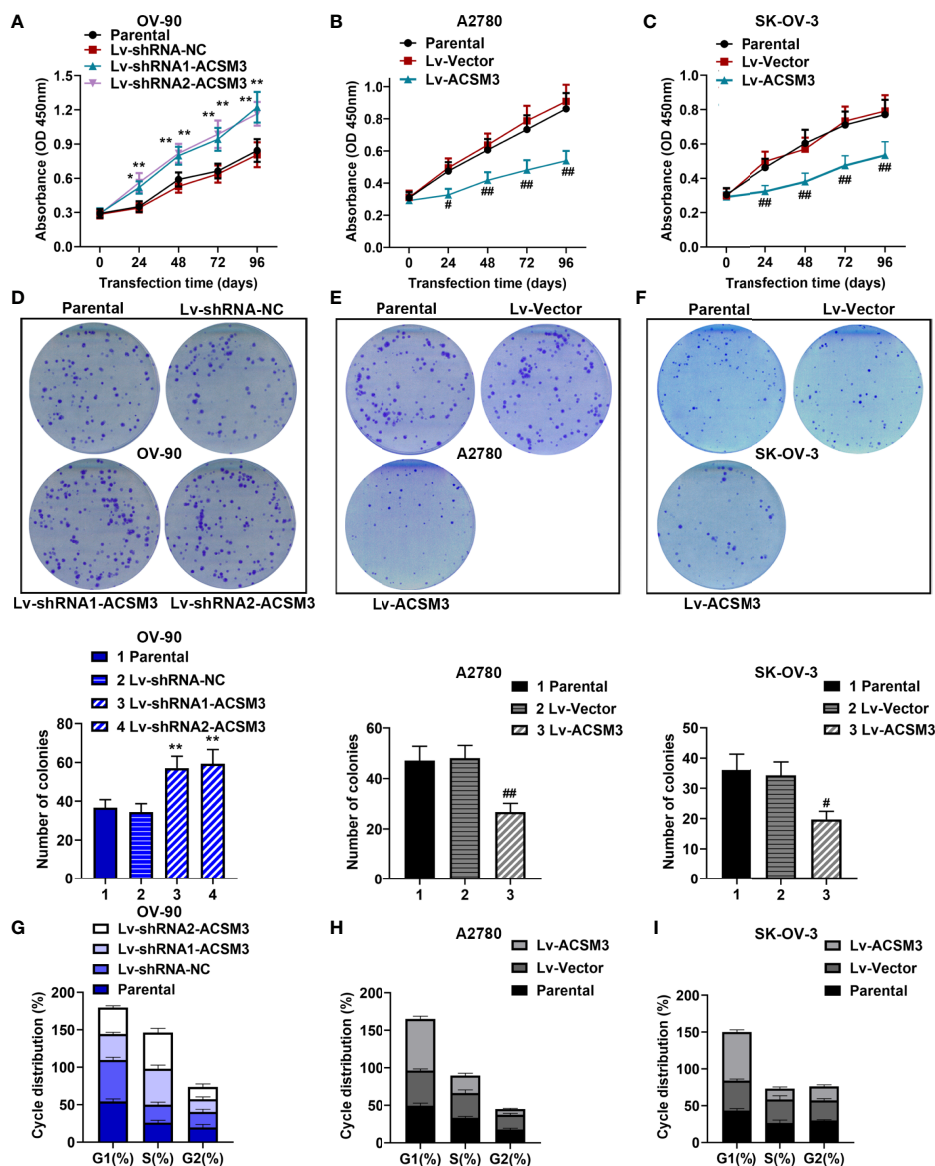 A
OV-90
Parental
Lv-shRNA-NC
Lv-shRNA1-ACSM3
Lv-shRNA2-ACSM3
Absorbance (OD 450nm)
1.5
1.2
0.9
0.6
0.3
0.0
*
**
**
**
**
**
**
**
0 24 48 72 96
Transfection time (days)
B
A2780
Parental
Lv-Vector
Lv-ACSM3
Absorbance (OD 450nm)
1.0
0.8
0.6
0.4
0.2
0.0
# ## ## ##
0 24 48 72 96
Transfection time (days)
C
SK-OV-3
Parental
Lv-Vector
Lv-ACSM3
Absorbance (OD 450nm)
1.0
0.8
0.6
0.4
0.2
0.0
## ## ## ##
0 24 48 72 96
Transfection time (days)
D
Parental Lv-shRNA-NC
OV-90
Lv-shRNA1-ACSM3 Lv-shRNA2-ACSM3
E
Parental Lv-Vector
A2780
Lv-ACSM3
F
Parental Lv-Vector
SK-OV-3
Lv-ACSM3
OV-90
1 Parental
2 Lv-shRNA-NC
3 Lv-shRNA1-ACSM3
4 Lv-shRNA2-ACSM3
Number of colonies
80
60
40
20
0
** **
1 2 3 4
A2780
1 Parental
2 Lv-Vector
3 Lv-ACSM3
Number of colonies
60
40
20
0
##
1 2 3
SK-OV-3
1 Parental
2 Lv-Vector
3 Lv-ACSM3
Number of colonies
60
40
20
0
#
1 2 3
G
OV-90
Lv-shRNA2-ACSM3
Lv-shRNA1-ACSM3
Lv-shRNA-NC
Parental
Cycle distribution (%)
200
150
100
50
0
G1(%) S(%) G2(%)
H
A2780
Lv-ACSM3
Lv-Vector
Parental
Cycle distribution (%)
200
150
100
50
0
G1(%) S(%) G2(%)
I
SK-OV-3
Lv-ACSM3
Lv-Vector
Parental
Cycle distribution (%)
200
150
100
50
0
G1(%) S(%) G2(%)